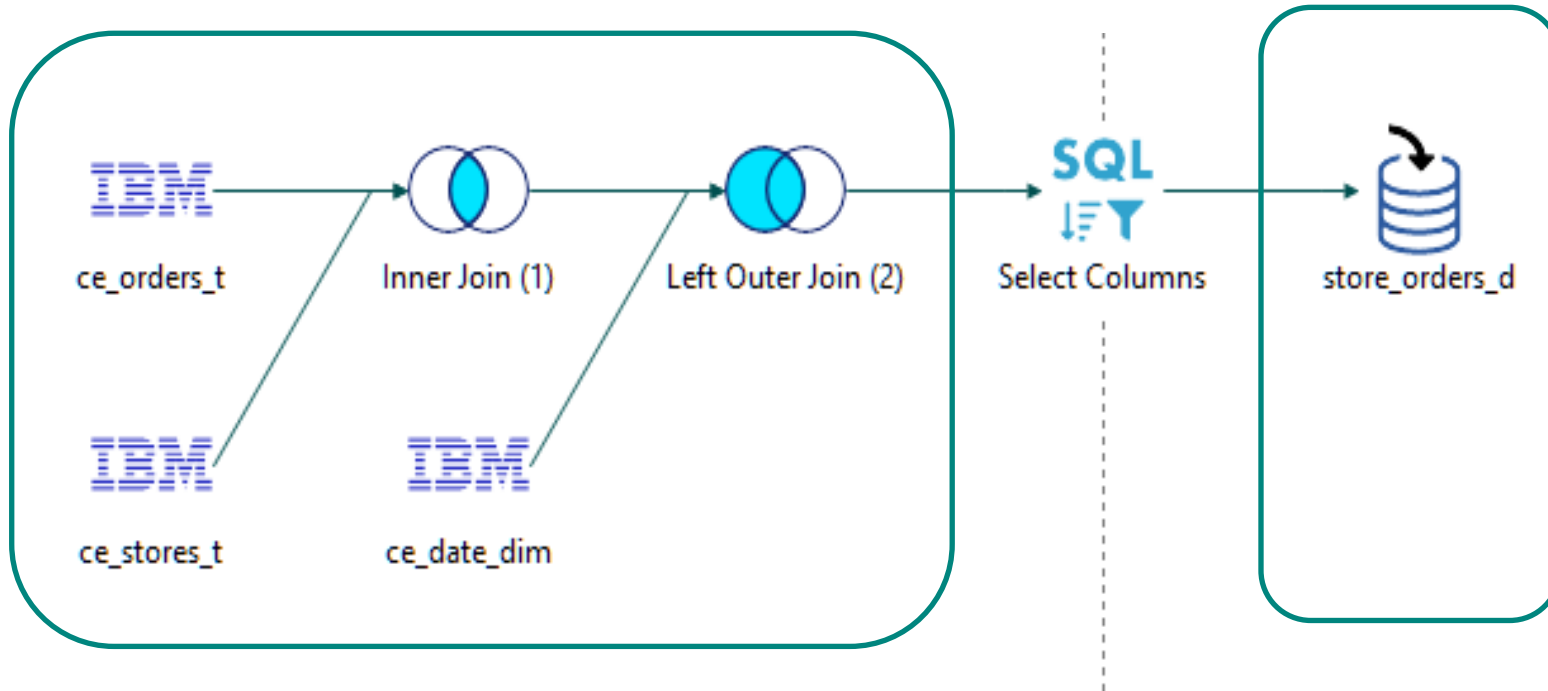 SQL
IBM
ce_orders_t
Inner Join (1)
Left Outer Join (2)
Select Columns
store_orders_d
IBM
IBM
ce_stores_t
ce_date_dim